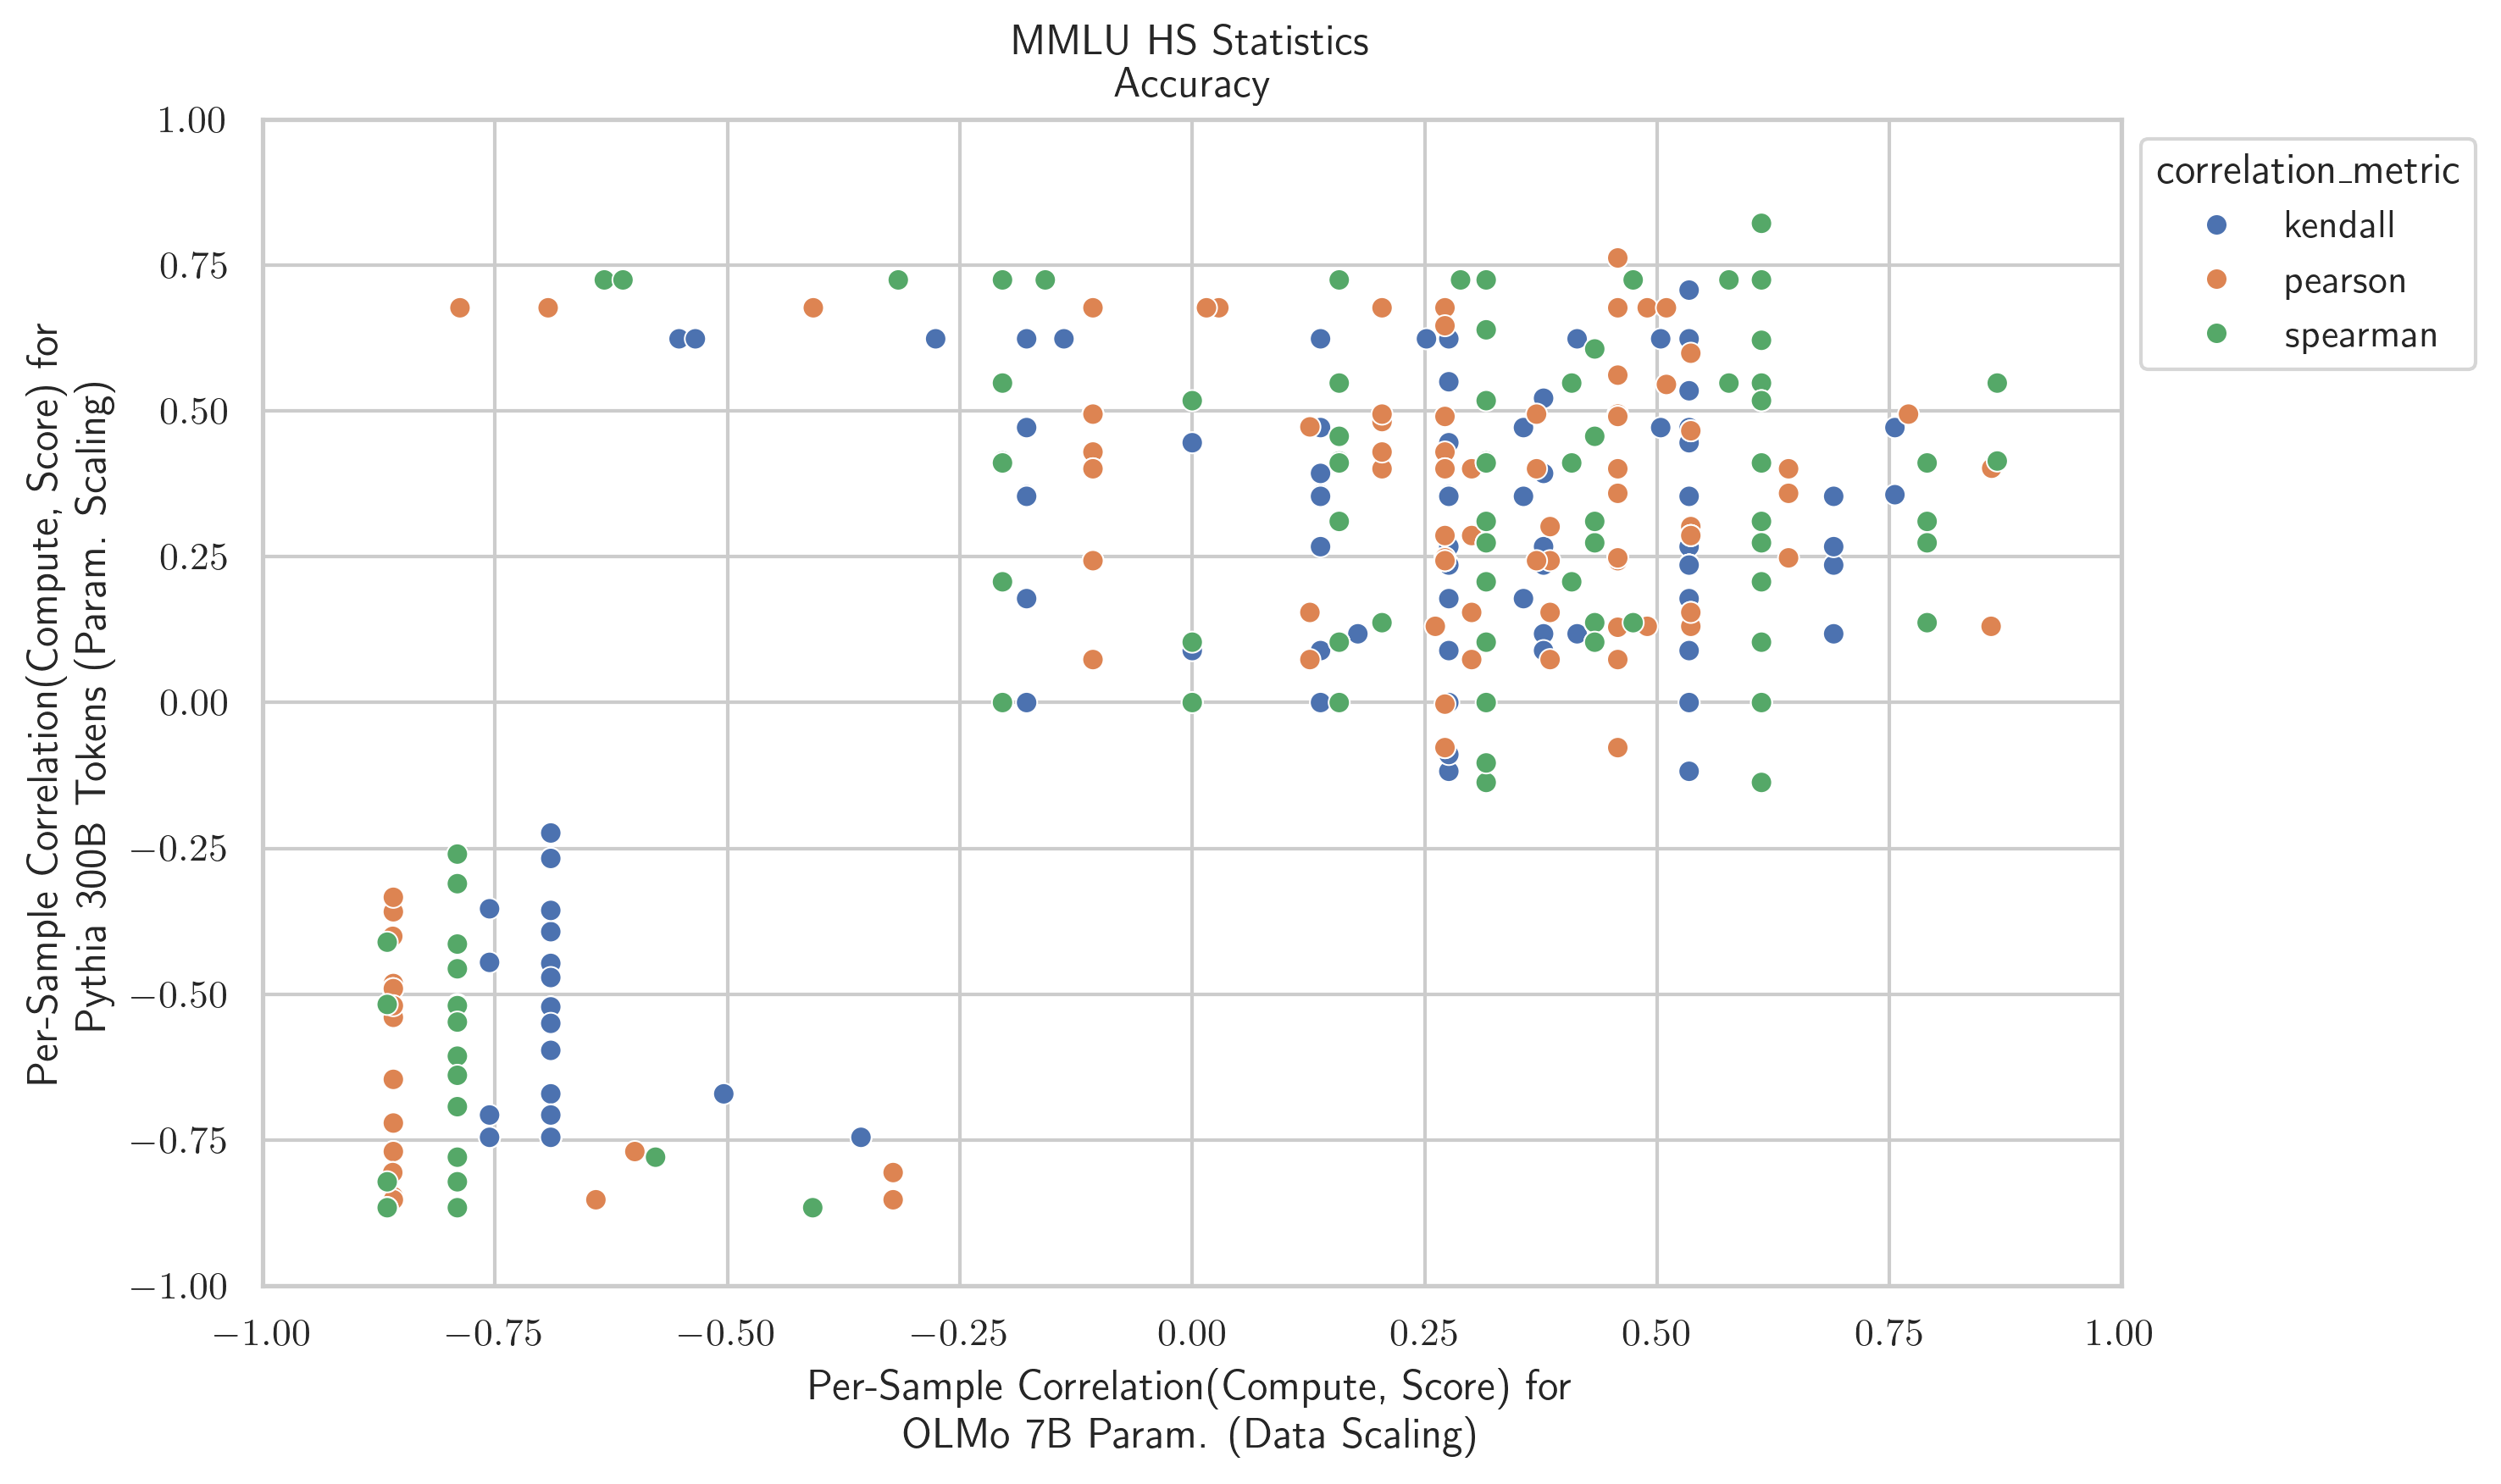 MMLU HS Statistics
Accuracy
1.00
0.75
0.50
0.25
0.00
−0.25
−0.50
−0.75
−1.00
Per-Sample Correlation(Compute, Score) for
Pythia 300B Tokens (Param. Scaling)
−1.00 −0.75 −0.50 −0.25 0.00 0.25 0.50 0.75 1.00
Per-Sample Correlation(Compute, Score) for
OLMo 7B Param. (Data Scaling)
correlation_metric
kendall
pearson
spearman